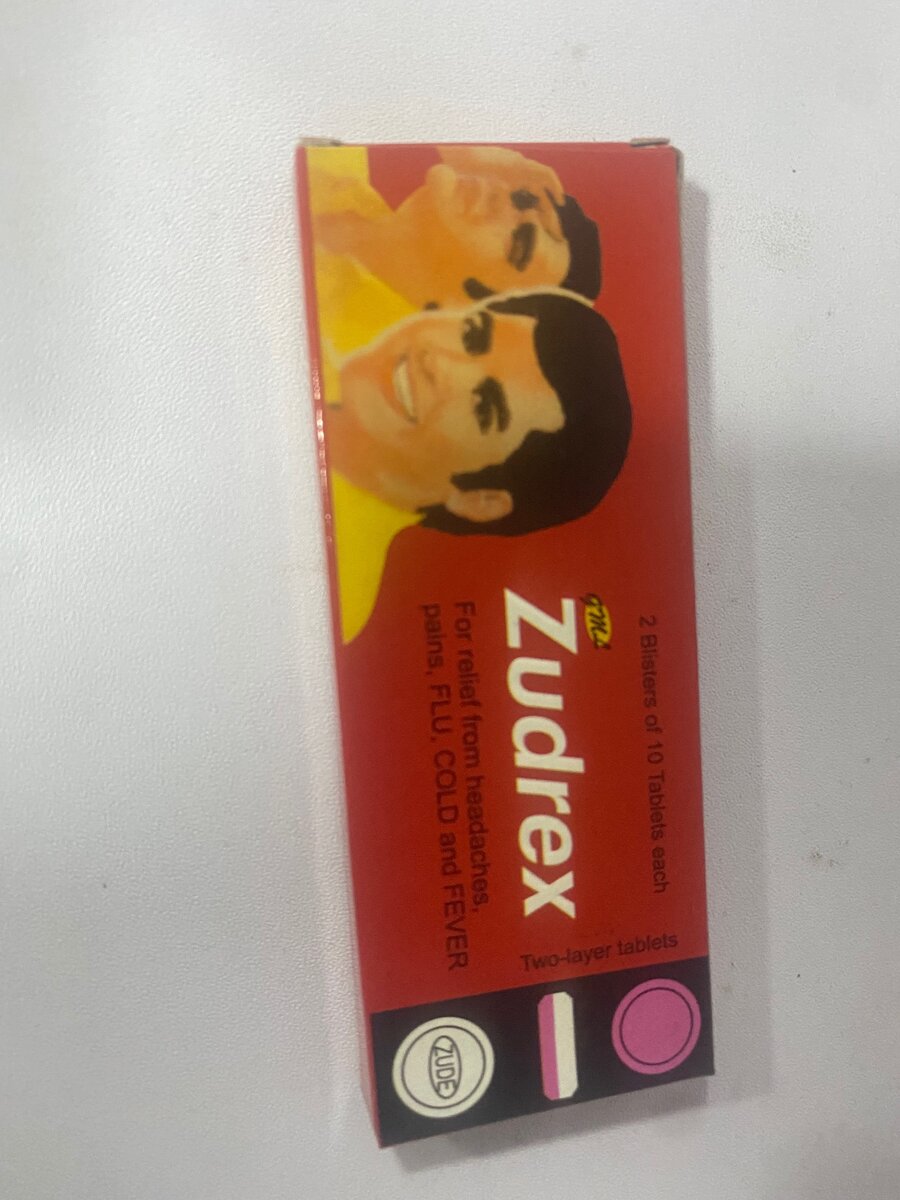 2 Blisters of 10 Tablets each
gms
Zudrex
For relief from headaches,
pains, FLU, COLD and FEVER
Two-layer tablets
ZUDE